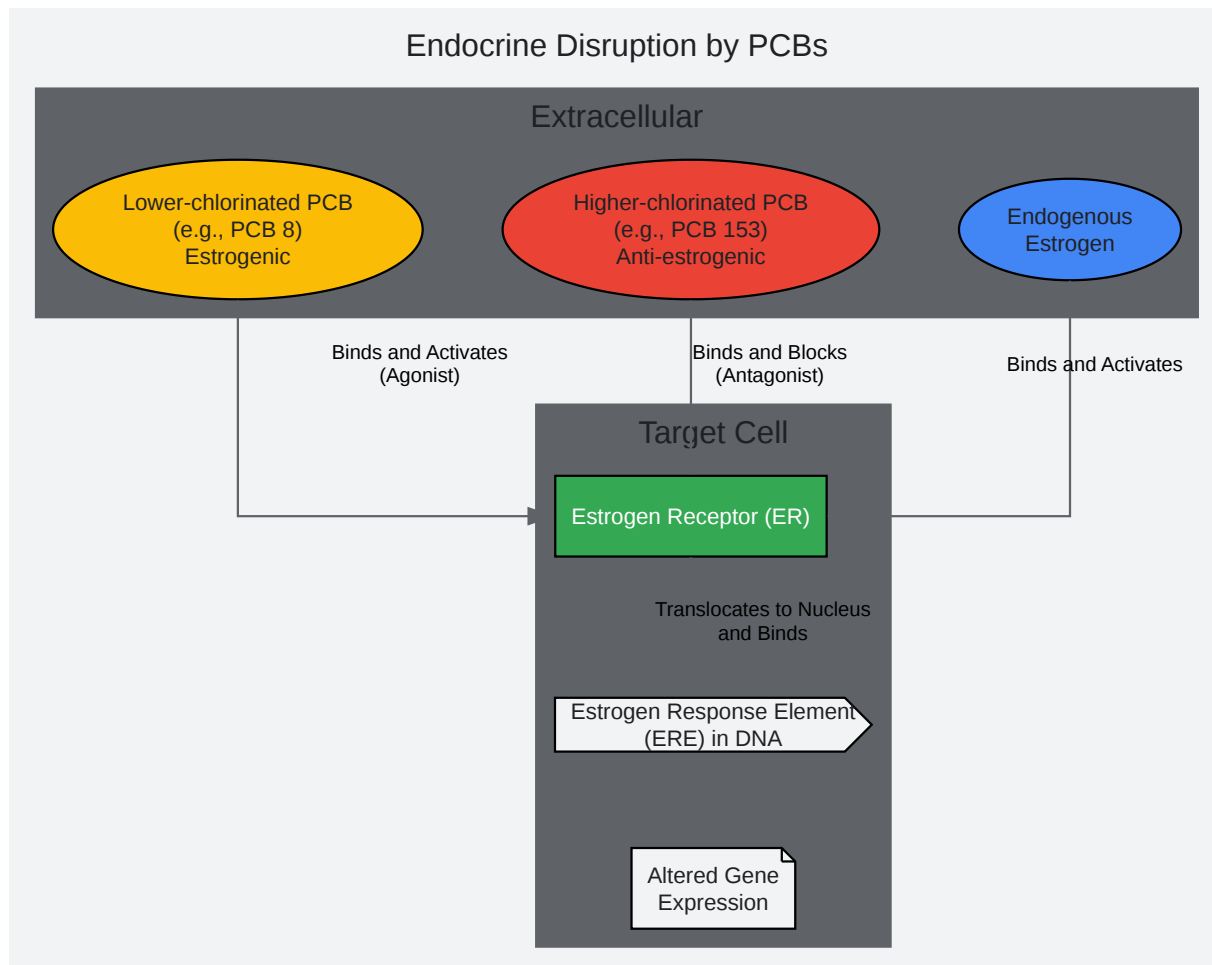 Endocrine Disruption by PCBs
Extracellular
Lower-chlorinated PCB
(e.g., PCB 8)
Estrogenic
Higher-chlorinated PCB
(e.g., PCB 153)
Anti-estrogenic
Endogenous
Estrogen
Binds and Activates
(Agonist)
Binds and Blocks
(Antagonist)
Binds and Activates
Target Cell
Estrogen Receptor (ER)
Translocates to Nucleus
and Binds
Estrogen Response Element
(ERE) in DNA
Altered Gene
Expression